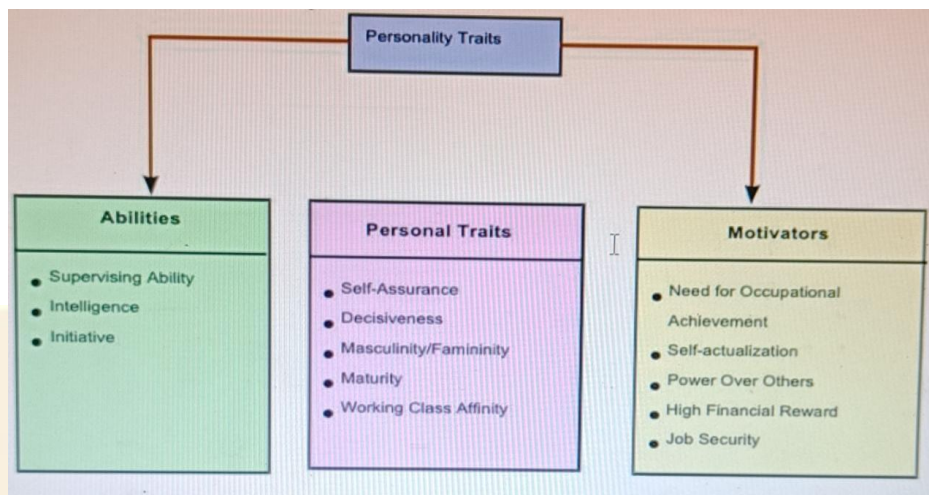 Personality Traits
Abilities
Supervising Ability
Intelligence
Initiative
Personal Traits
Self-Assurance
Decisiveness
Masculinity/Famininity
Maturity
Working Class Affinity
Motivators
Need for Occupational
Achievement
Self-actualization
Power Over Others
High Financial Reward
Job Security